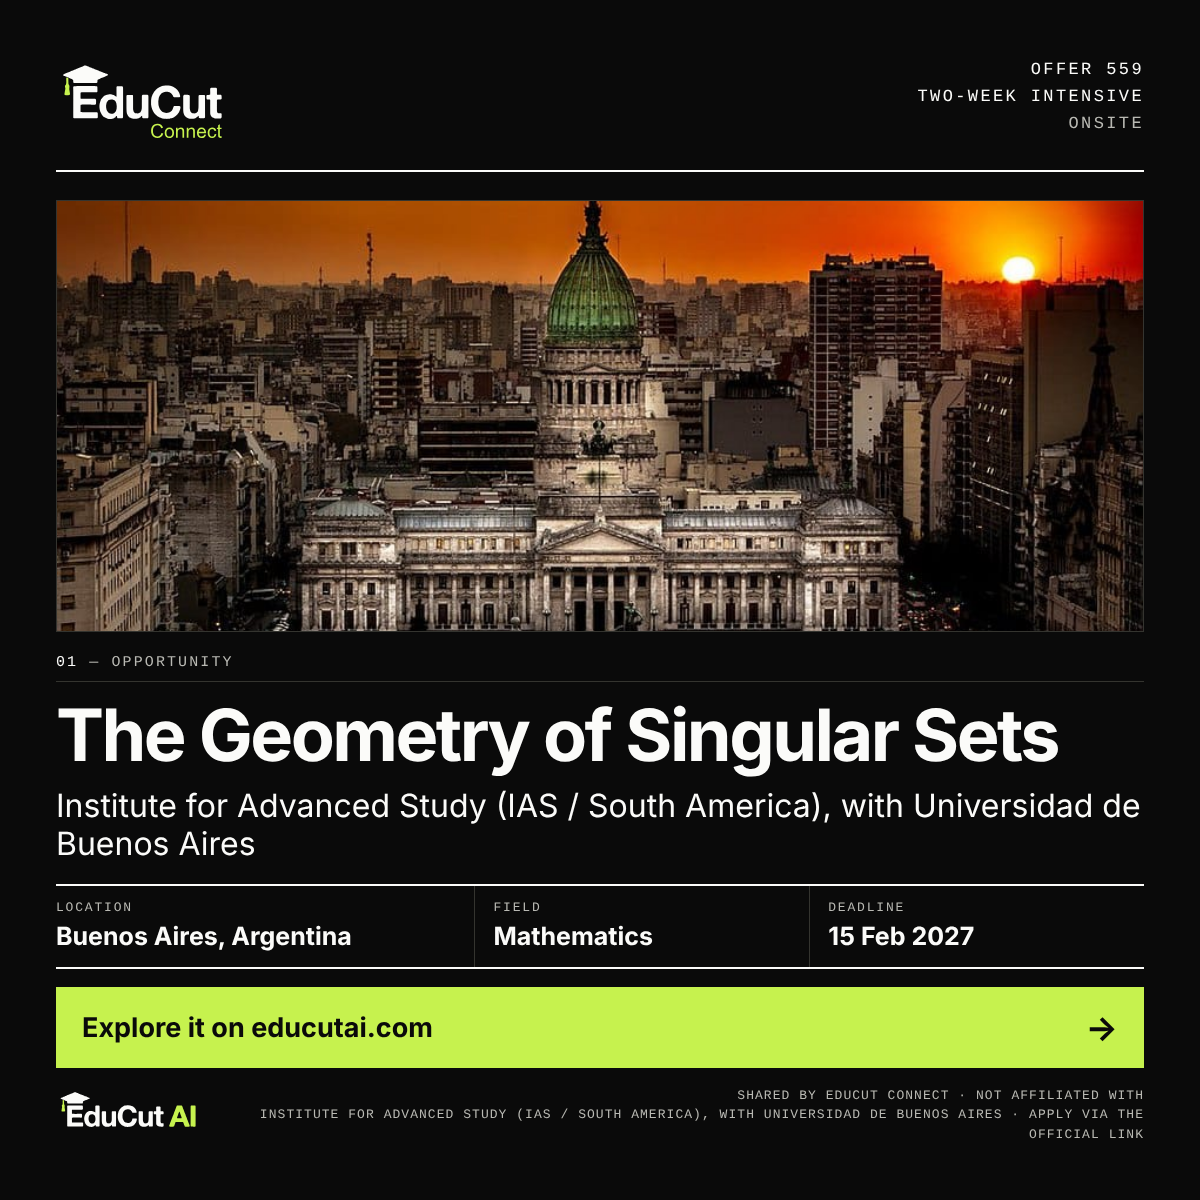 EduCut
Connect
OFFER 559
TWO-WEEK INTENSIVE
ONSITE
01 — OPPORTUNITY
The Geometry of Singular Sets
Institute for Advanced Study (IAS / South America), with Universidad de
Buenos Aires
LOCATION
Buenos Aires, Argentina
FIELD
Mathematics
DEADLINE
15 Feb 2027
Explore it on educutai.com →
EduCut AI
SHARED BY EDUCUT CONNECT · NOT AFFILIATED WITH
INSTITUTE FOR ADVANCED STUDY (IAS / SOUTH AMERICA), WITH UNIVERSIDAD DE BUENOS AIRES · APPLY VIA THE
OFFICIAL LINK